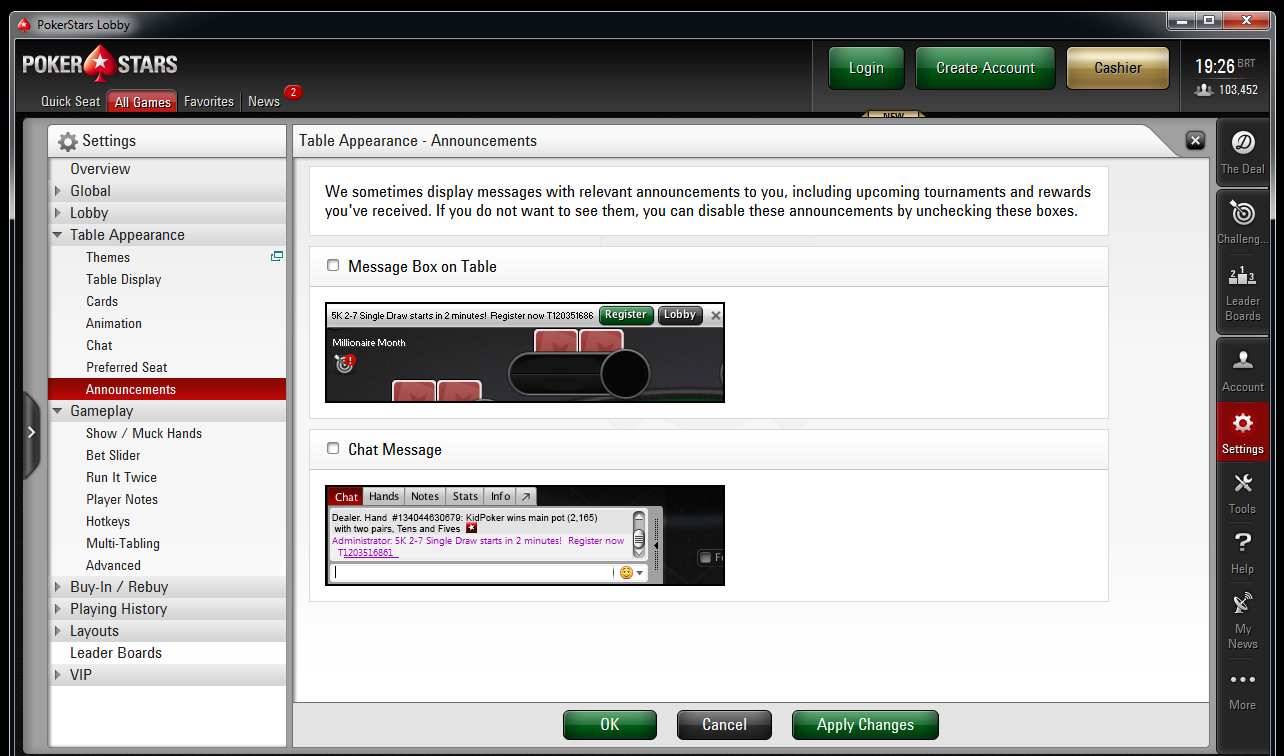 PokerStars Lobby
POKER STARS
Login
Create Account
Cashier
19:26 BRT
103,452
Quick Seat
All Games
Favorites
News
2
NEW
Settings
Overview
Global
Lobby
Table Appearance
Themes
Table Display
Cards
Animation
Chat
Preferred Seat
Announcements
Gameplay
Show / Muck Hands
Bet Slider
Run It Twice
Player Notes
Hotkeys
Multi-Tabling
Advanced
Buy-In / Rebuy
Playing History
Layouts
Leader Boards
VIP
Table Appearance - Announcements
We sometimes display messages with relevant announcements to you, including upcoming tournaments and rewards
you've received. If you do not want to see them, you can disable these announcements by unchecking these boxes.
Message Box on Table
5K 2-7 Single Draw starts in 2 minutes! Register now T120351686
Register
Lobby
Millionaire Month
Chat Message
Chat
Hands
Notes
Stats
Info
Dealer. Hand #134044630679: KidPoker wins main pot (2,165)
with two pairs, Tens and Fives
Administrator: 5K 2-7 Single Draw starts in 2 minutes! Register now
T1203516861
OK
Cancel
Apply Changes
The Deal
Challeng...
Leader
Boards
Account
Settings
Tools
Help
My
News
More